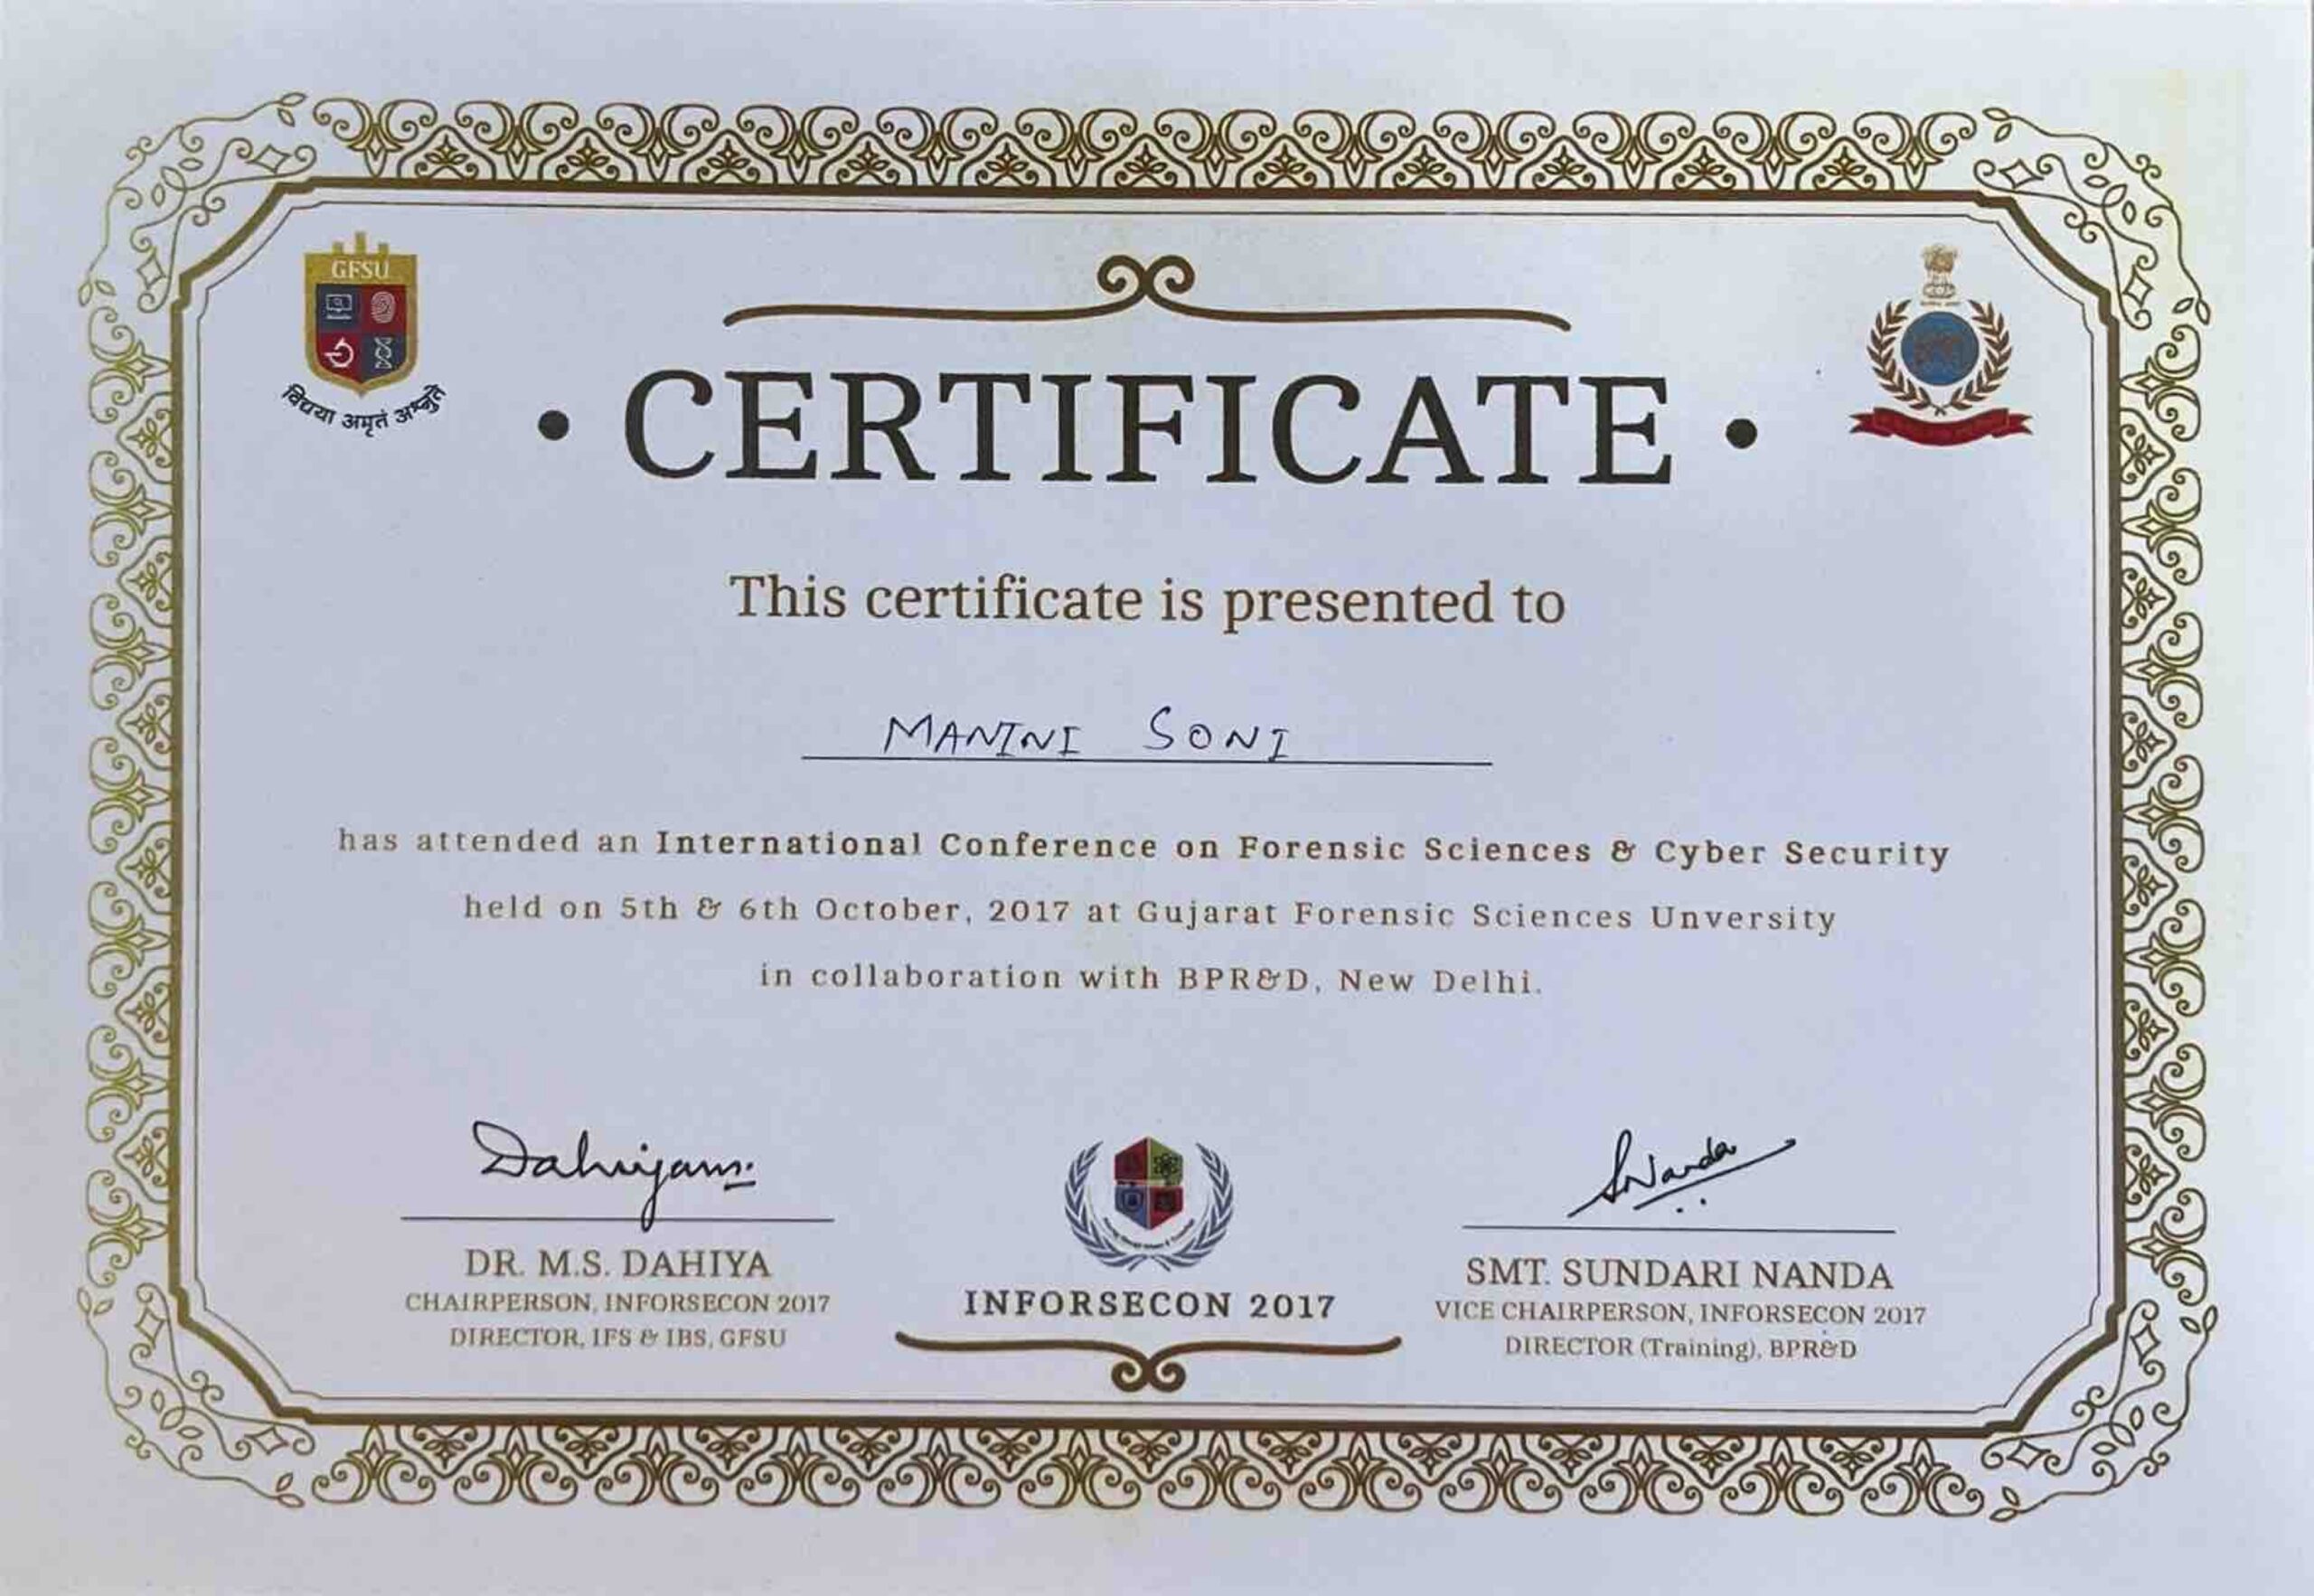 GFSU
विद्यया अमृतं अश्नुते
• CERTIFICATE •
This certificate is presented to
MANINI SONI
has attended an International Conference on Forensic Sciences & Cyber Security
held on 5th & 6th October, 2017 at Gujarat Forensic Sciences Unversity
in collaboration with BPR&D, New Delhi.
Dahiyams.
SNanda
DR. M.S. DAHIYA
CHAIRPERSON, INFORSECON 2017
DIRECTOR, IFS & IBS, GFSU
INFORSECON 2017
SMT. SUNDARI NANDA
VICE CHAIRPERSON, INFORSECON 2017
DIRECTOR (Training), BPR&D